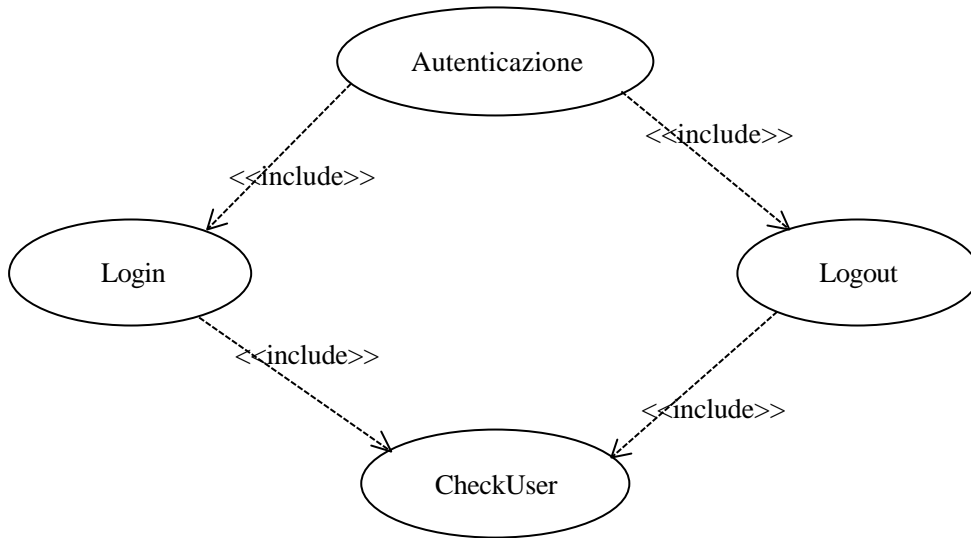 Autenticazione
<<include>>
<<include>>
Login
Logout
<<include>>
<<include>>
CheckUser